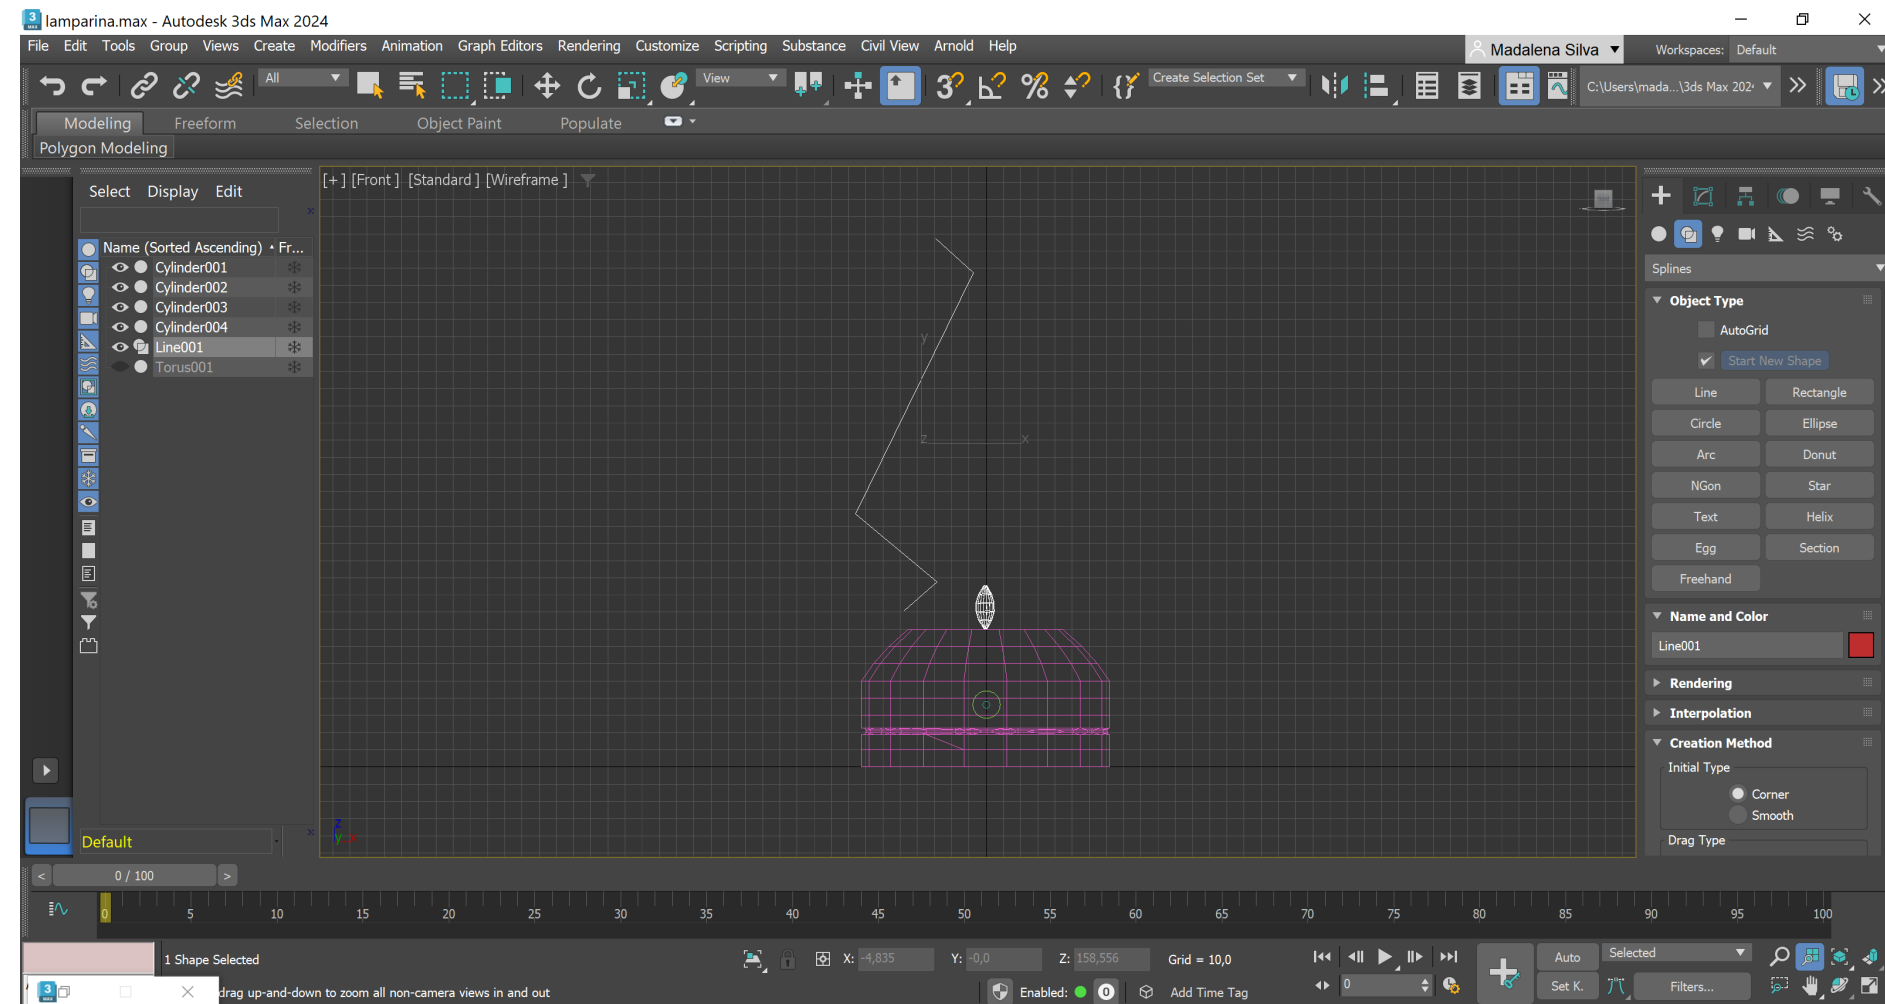 lamparina.max - Autodesk 3ds Max 2024
File Edit Tools Group Views Create Modifiers Animation Graph Editors Rendering Customize Scripting Substance Civil View Arnold Help
Madalena Silva
Workspaces: Default
All
View
Create Selection Set
C:\Users\mada...\3ds Max 202
Modeling Freeform Selection Object Paint Populate
Polygon Modeling
Select Display Edit
[+] [Front ] [Standard ] [Wireframe ]
Name (Sorted Ascending) Fr...
Cylinder001
Cylinder002
Cylinder003
Cylinder004
Line001
Torus001
Default
y
z x
z
y x
Splines
Object Type
AutoGrid
Start New Shape
Line Rectangle
Circle Ellipse
Arc Donut
NGon Star
Text Helix
Egg Section
Freehand
Name and Color
Line001
Rendering
Interpolation
Creation Method
Initial Type
Corner
Smooth
Drag Type
< 0 / 100 >
0 5 10 15 20 25 30 35 40 45 50 55 60 65 70 75 80 85 90 95 100
1 Shape Selected
X: -4,835 Y: -0,0 Z: 158,556 Grid = 10,0
Auto Selected
drag up-and-down to zoom all non-camera views in and out
Enabled: 0 Add Time Tag
0
Set K. Filters...